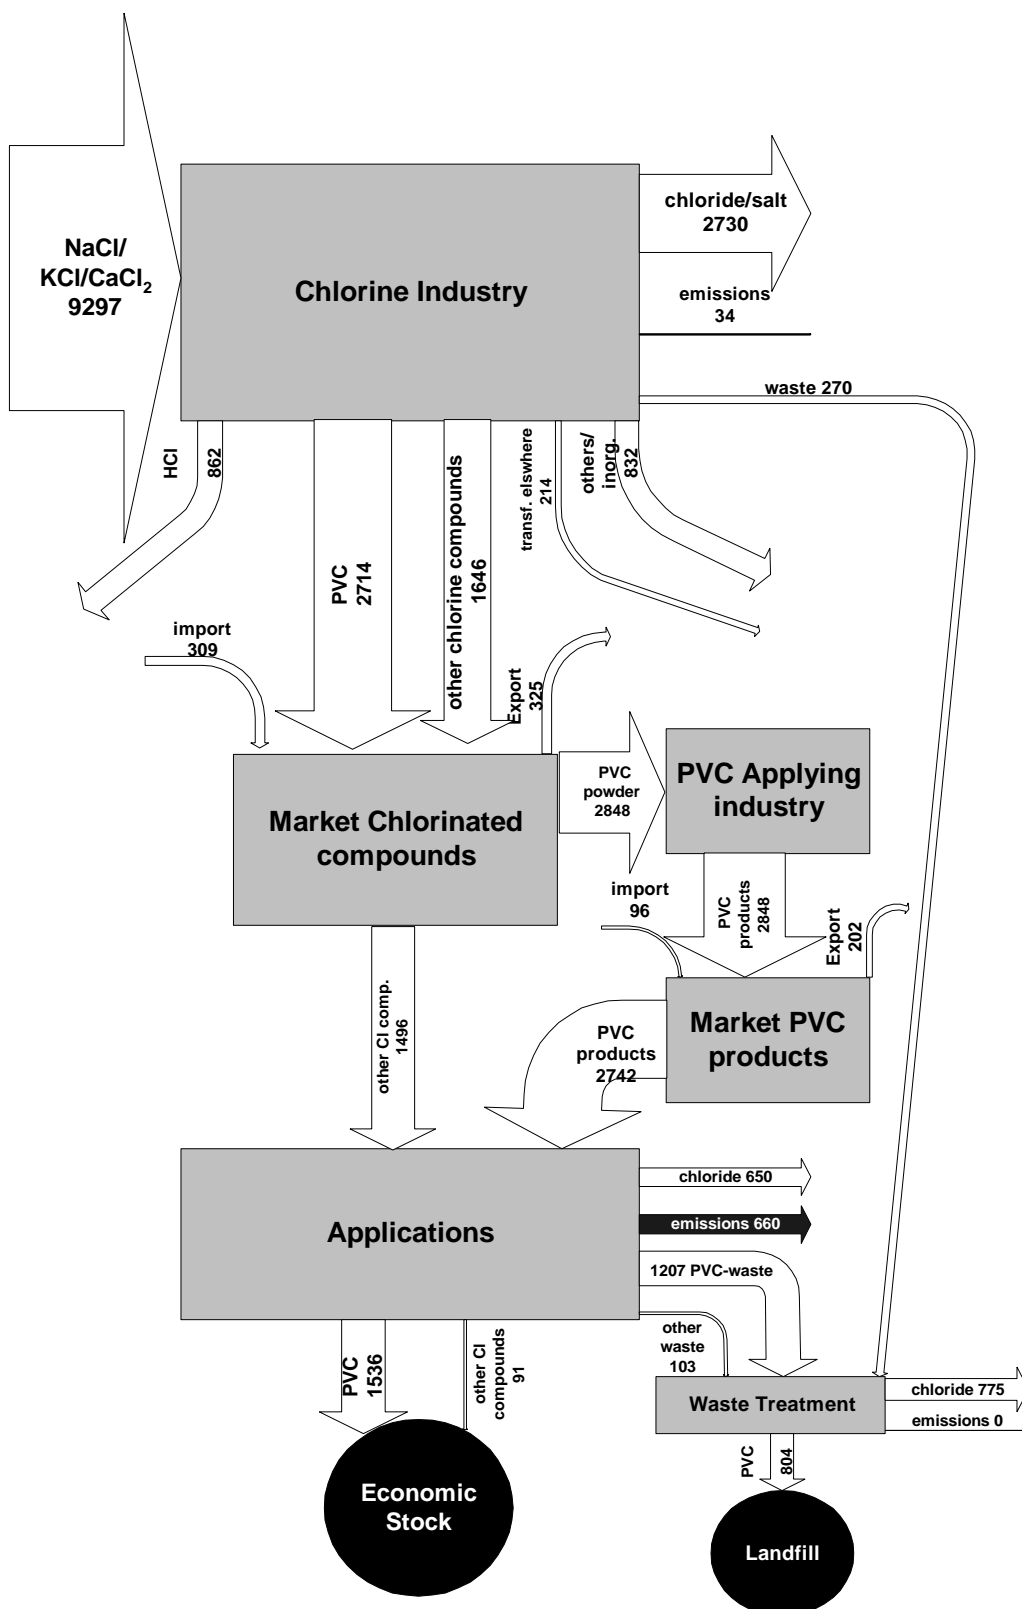 NaCl/
KCl/CaCl2
9297
Chlorine Industry
chloride/salt
2730
emissions
34
waste 270
HCl
862
PVC
2714
other chlorine compounds
1646
transf. elswhere
214
others/
inorg.
832
import
309
Export
325
PVC
powder
2848
PVC Applying
industry
Market Chlorinated
compounds
import
96
PVC
products
2848
Export
202
other Cl comp.
1496
PVC
products
2742
Market PVC
products
Applications
chloride 650
emissions 660
1207 PVC-waste
other
waste
103
PVC
1536
other Cl
compounds
91
Waste Treatment
chloride 775
emissions 0
PVC
804
Economic
Stock
Landfill